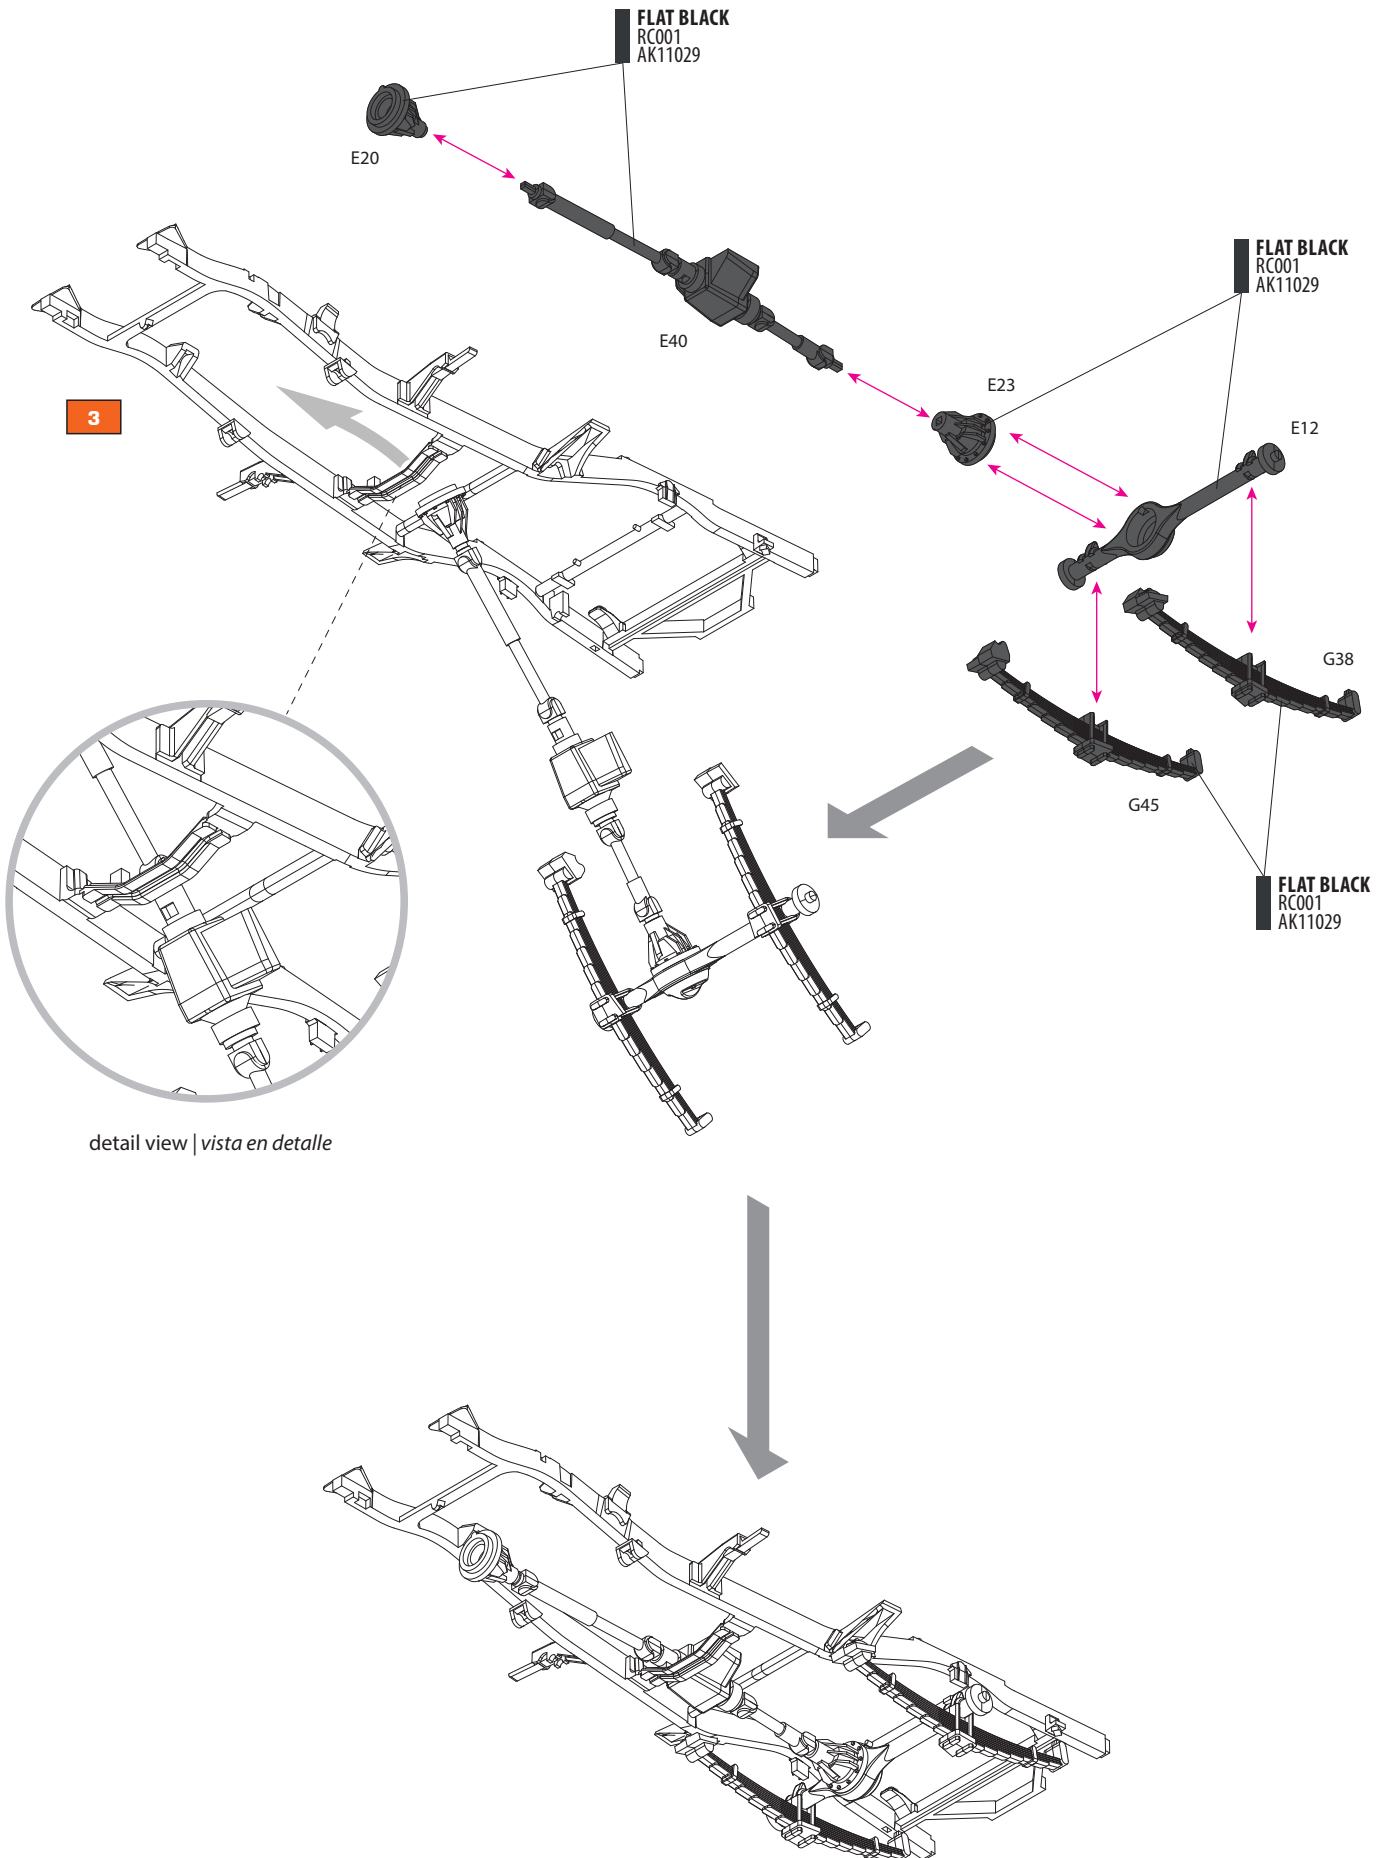 FLAT BLACK
RC001
AK11029
E20
E40
FLAT BLACK
RC001
AK11029
E23
E12
3
G38
G45
FLAT BLACK
RC001
AK11029
detail view | vista en detalle